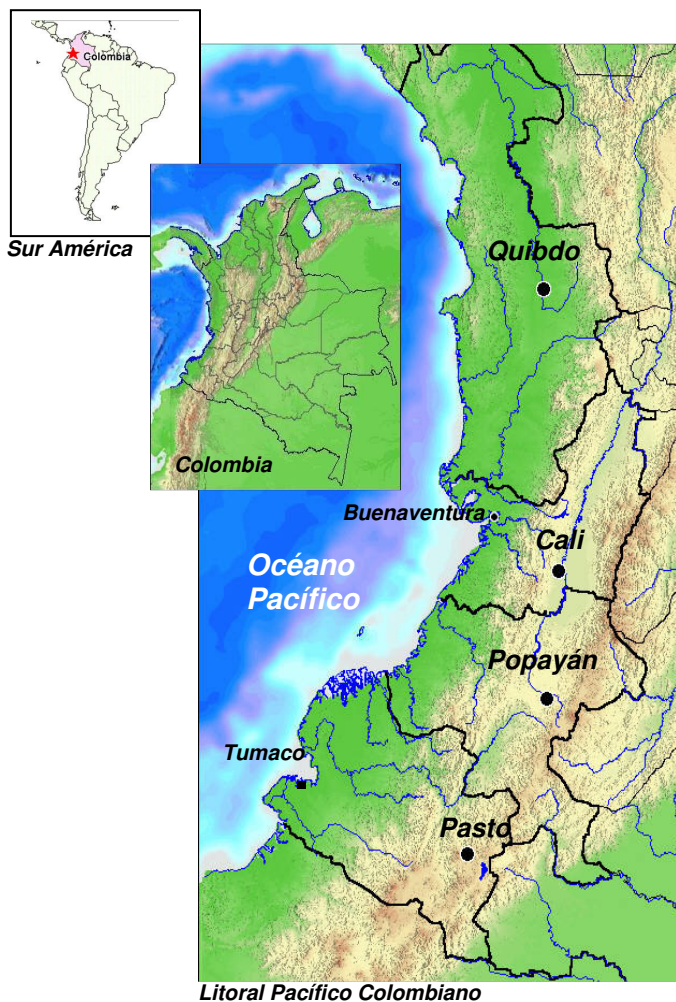 Colombia
Sur América
Quibdo
Colombia
Buenaventura
Cali
Océano
Pacífico
Popayán
Tumaco
Pasto
Litoral Pacífico Colombiano